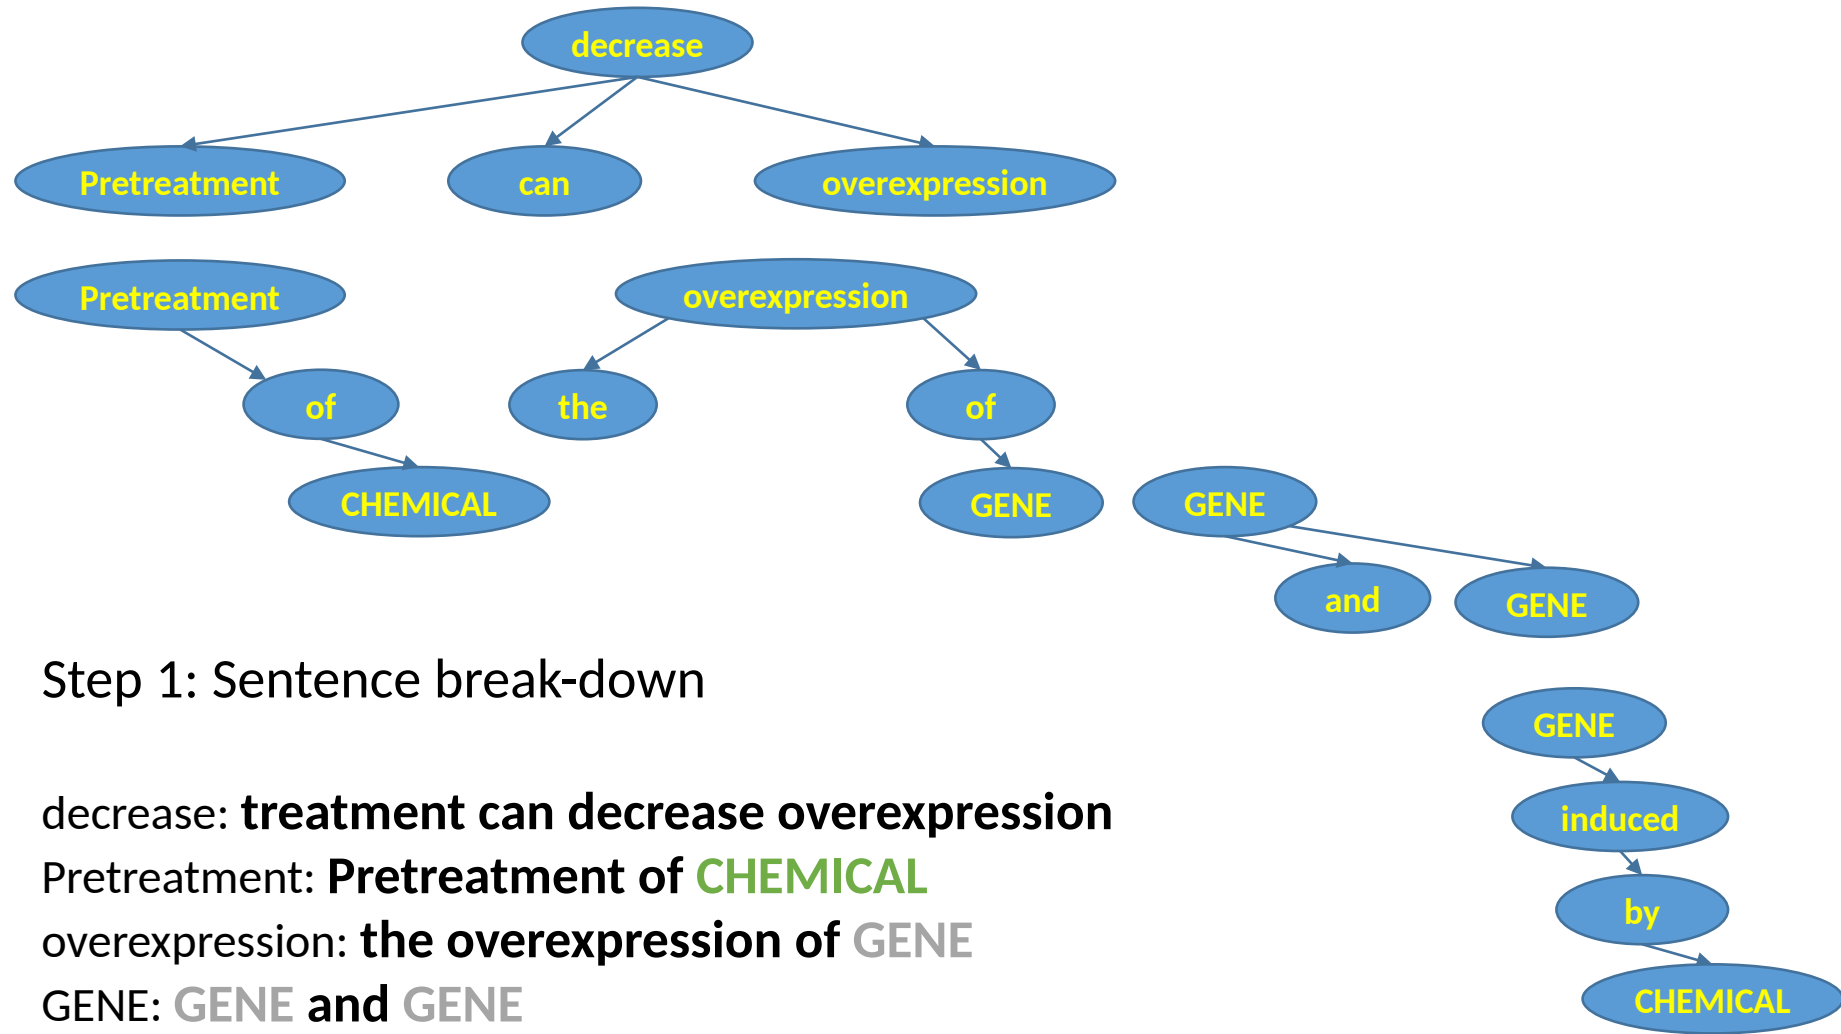 decrease
Pretreatment can overexpression
Pretreatment overexpression
of the of
CHEMICAL GENE GENE
and GENE
Step 1: Sentence break-down
GENE
decrease: treatment can decrease overexpression
induced
Pretreatment: Pretreatment of CHEMICAL
by
overexpression: the overexpression of GENE
GENE: GENE and GENE
CHEMICAL